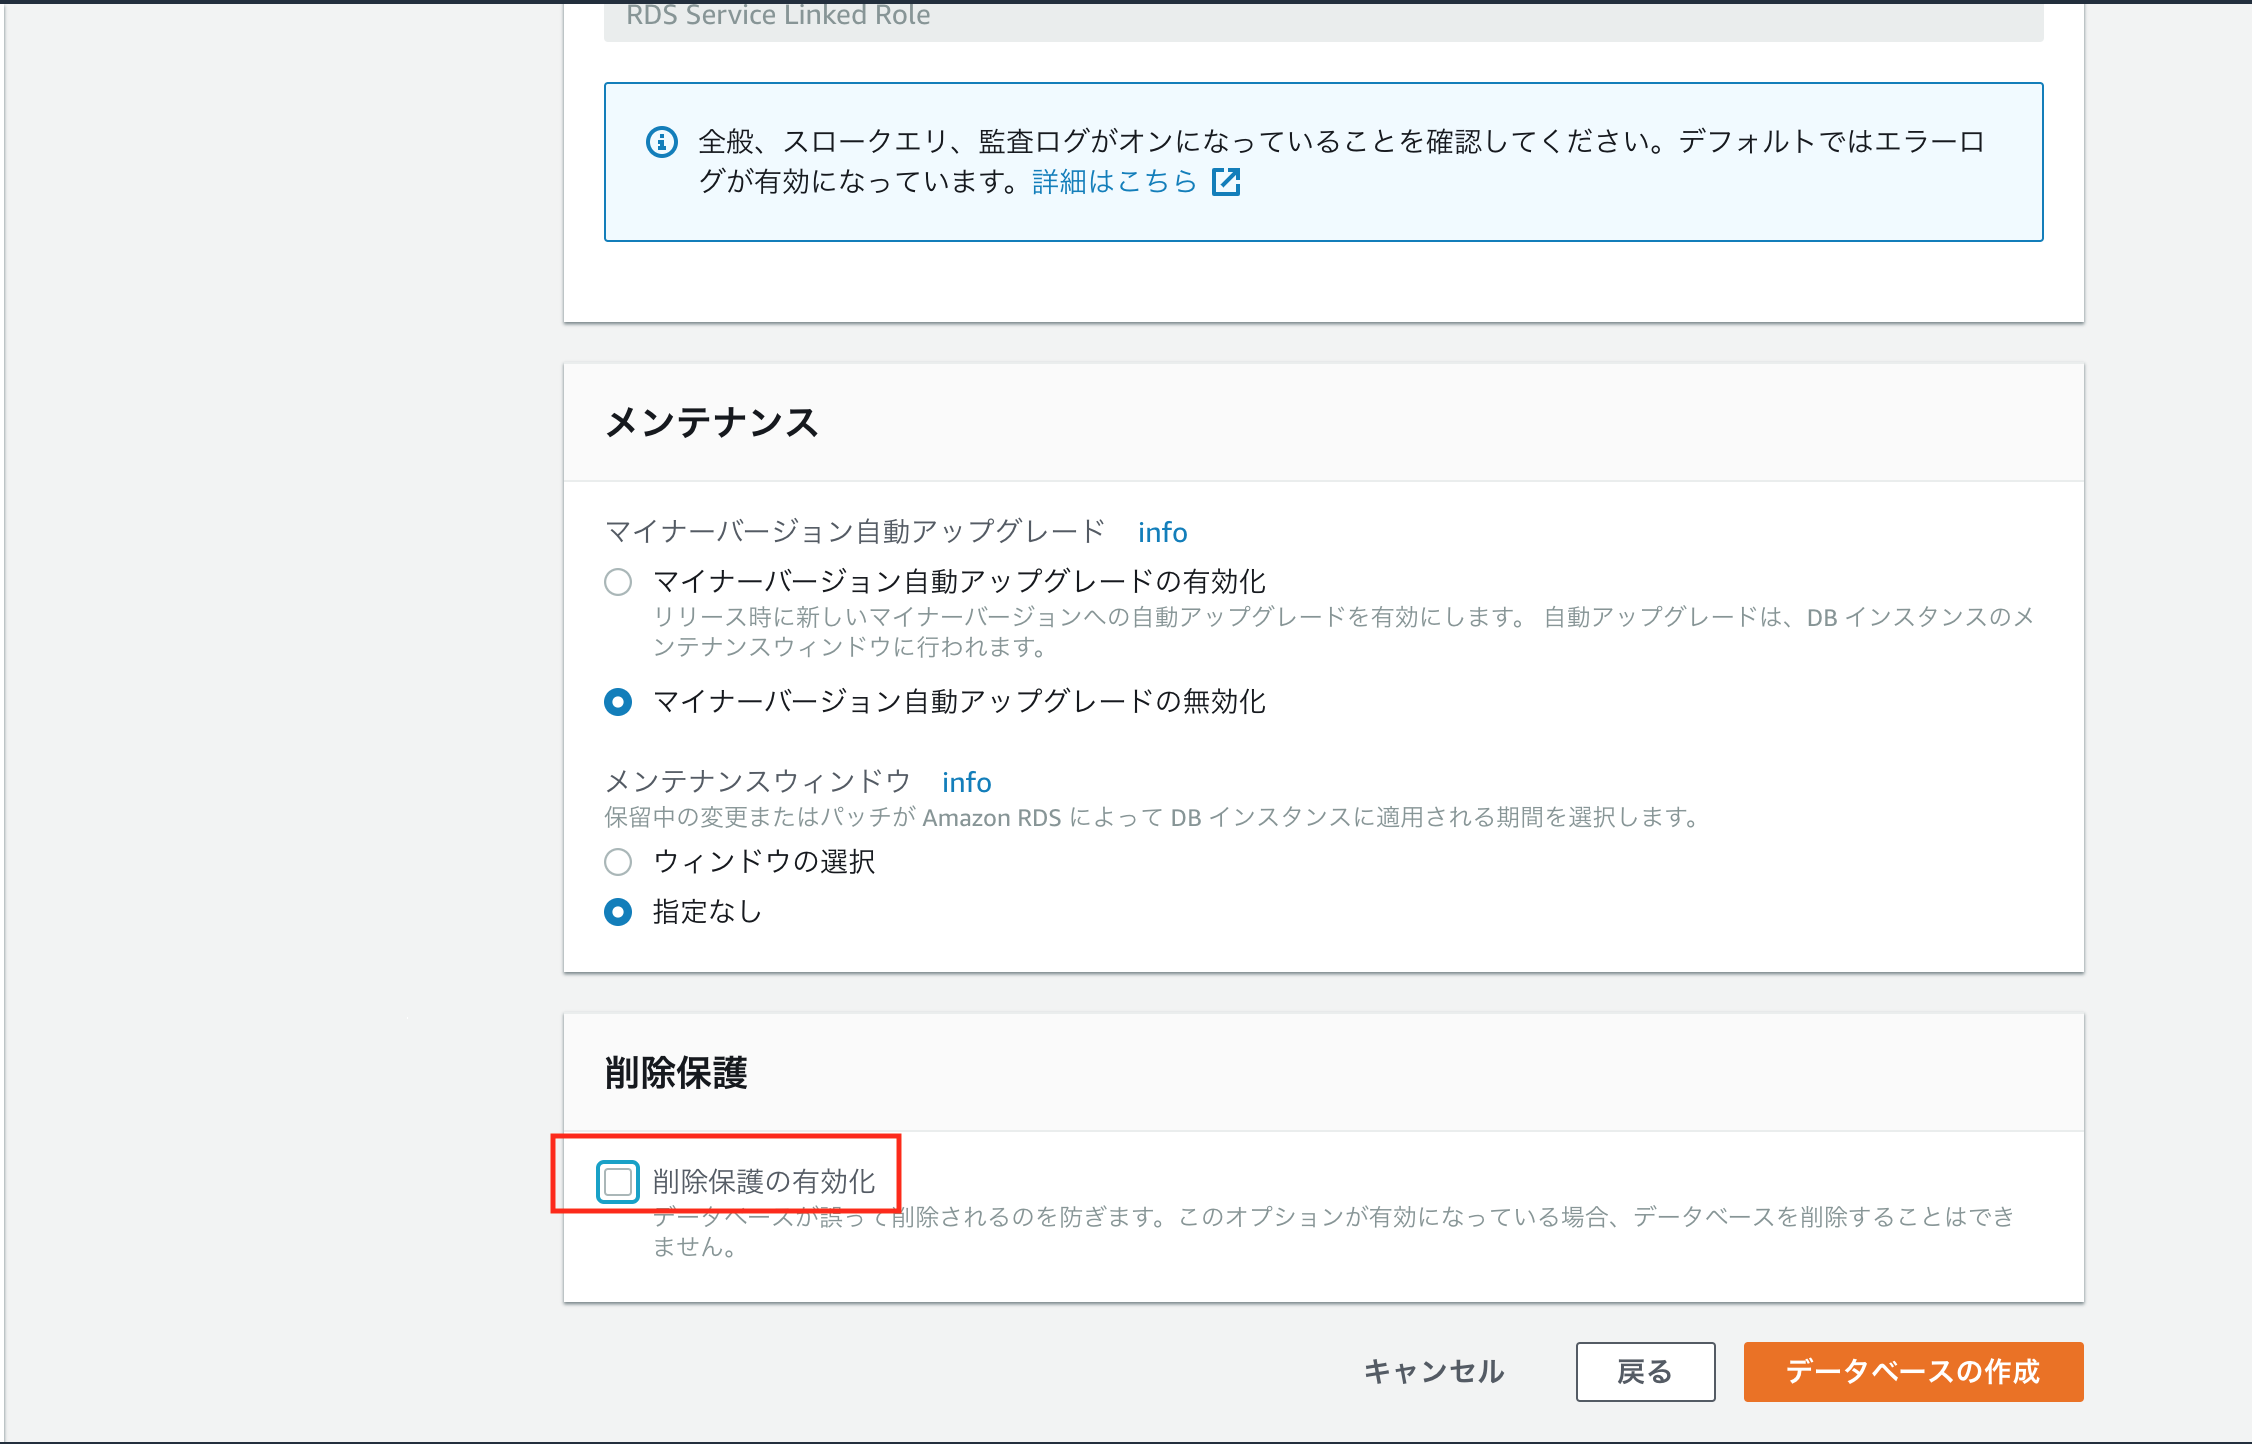 RDS Service Linked Role
全般、スロークエリ、監査ログがオンになっていることを確認してください。デフォルトではエラーロ
グが有効になっています。詳細はこちら
メンテナンス
マイナーバージョン自動アップグレード info
マイナーバージョン自動アップグレードの有効化
リリース時に新しいマイナーバージョンへの自動アップグレードを有効にします。 自動アップグレードは、DB インスタンスのメ
ンテナンスウィンドウに行われます。
マイナーバージョン自動アップグレードの無効化
メンテナンスウィンドウ info
保留中の変更またはパッチが Amazon RDS によって DB インスタンスに適用される期間を選択します。
ウィンドウの選択
指定なし
削除保護
削除保護の有効化
データベースが誤って削除されるのを防ぎます。このオプションが有効になっている場合、データベースを削除することはでき
ません。
キャンセル
戻る
データベースの作成